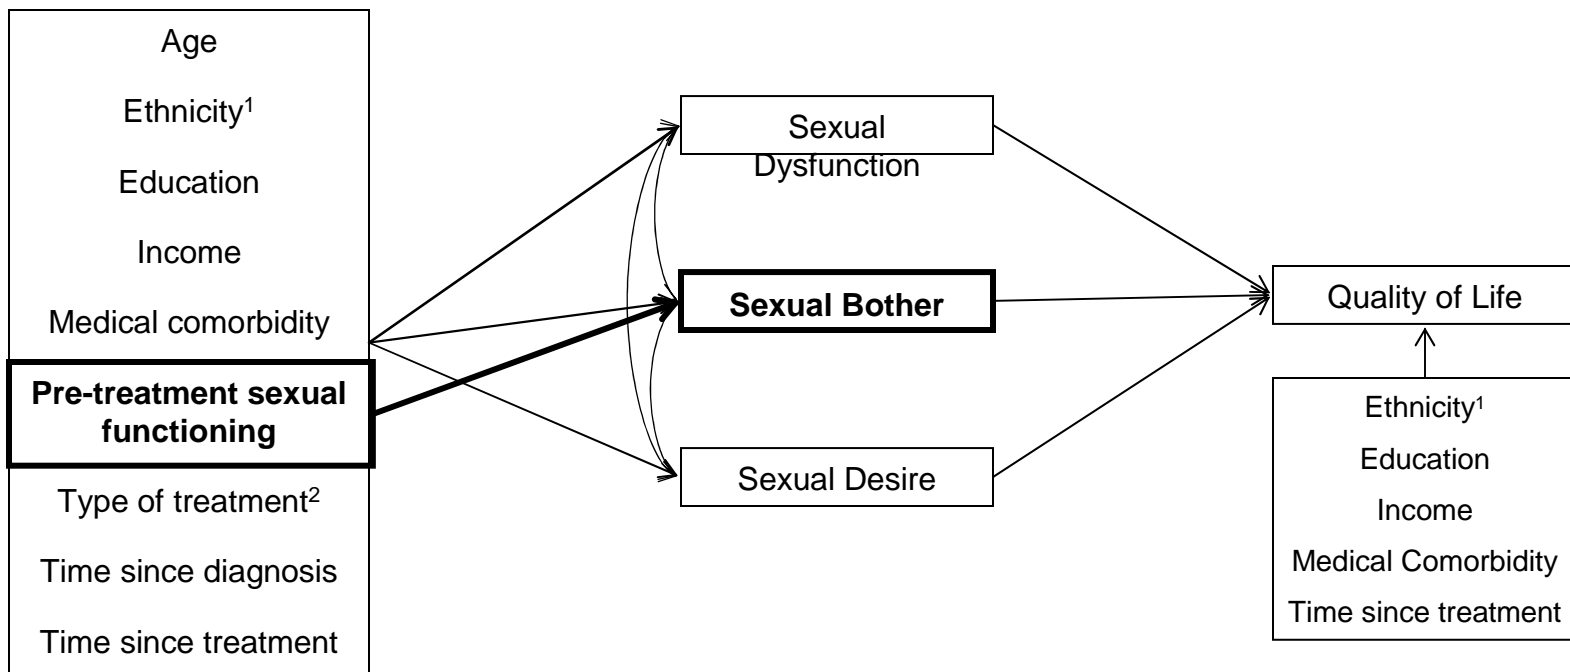 Age
Ethnicity¹
Education
Income
Medical comorbidity
Pre-treatment sexual
functioning
Type of treatment²
Time since diagnosis
Time since treatment
Sexual
Dysfunction
Sexual Bother
Sexual Desire
Quality of Life
Ethnicity¹
Education
Income
Medical Comorbidity
Time since treatment